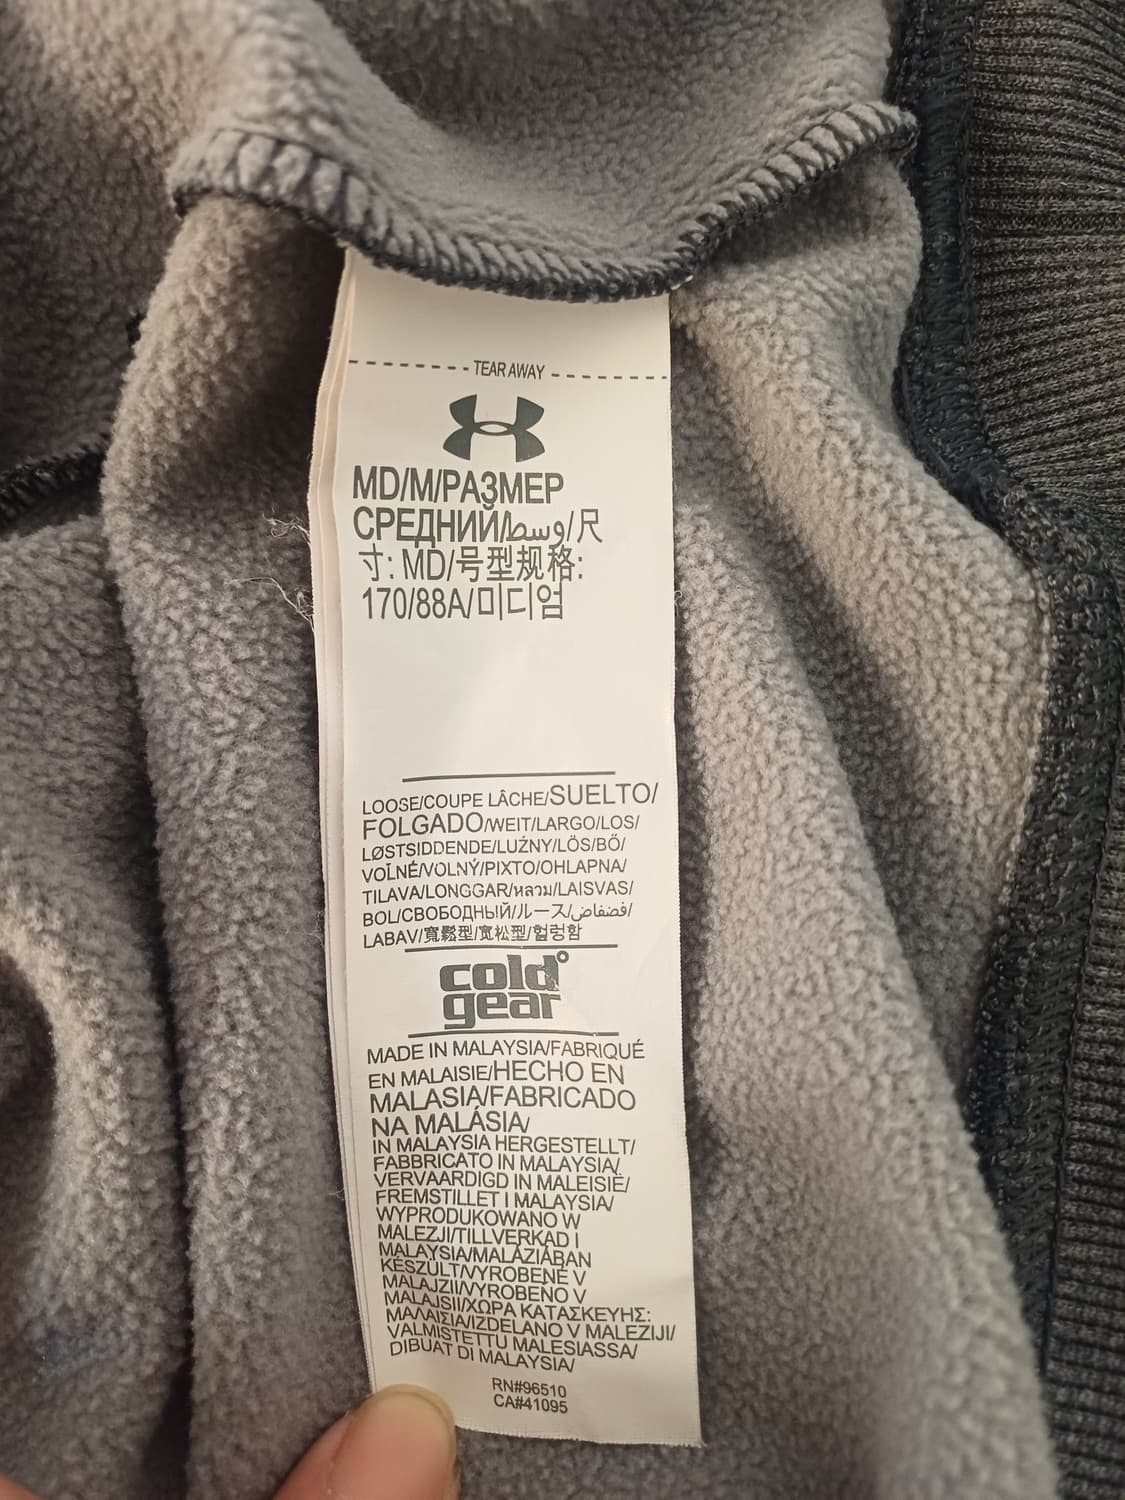 TEAR AWAY
MD/M/РАЗМЕР
СРЕДНИЙ/وسط/尺
寸: MD/号型规格:
170/88A/미디엄
LOOSE/COUPE LÂCHE/SUELTO/
FOLGADO/WEIT/LARGO/LOS/
LØSTSIDDENDE/LUŹNY/LÖS/BŐ/
VOĽNÉ/VOLNÝ/ΡΙΧΤΟ/OHLAPNA/
TILAVA/LONGGAR/หลวม/LAISVAS/
BOL/СВОБОДНЫЙ/ルース/فضفاض/
LABAV/寬鬆型/宽松型/헐렁함
cold°
gear
MADE IN MALAYSIA/FABRIQUÉ
EN MALAISIE/HECHO EN
MALASIA/FABRICADO
NA MALÁSIA/
IN MALAYSIA HERGESTELLT/
FABBRICATO IN MALAYSIA/
VERVAARDIGD IN MALEISIË/
FREMSTILLET I MALAYSIA/
WYPRODUKOWANO W
MALEZJI/TILLVERKAD I
MALAYSIA/MALÁZIÁBAN
KÉSZÜLT/VYROBENÉ V
MALAJZII/VYROBENO V
MALAJSII/ΧΩΡΑ ΚΑΤΑΣΚΕΥΗΣ:
ΜΑΛΑΙΣΙΑ/IZDELANO V MALEZIJI/
VALMISTETTU MALESIASSA/
DIBUAT DI MALAYSIA/
RN#96510
CA#41095